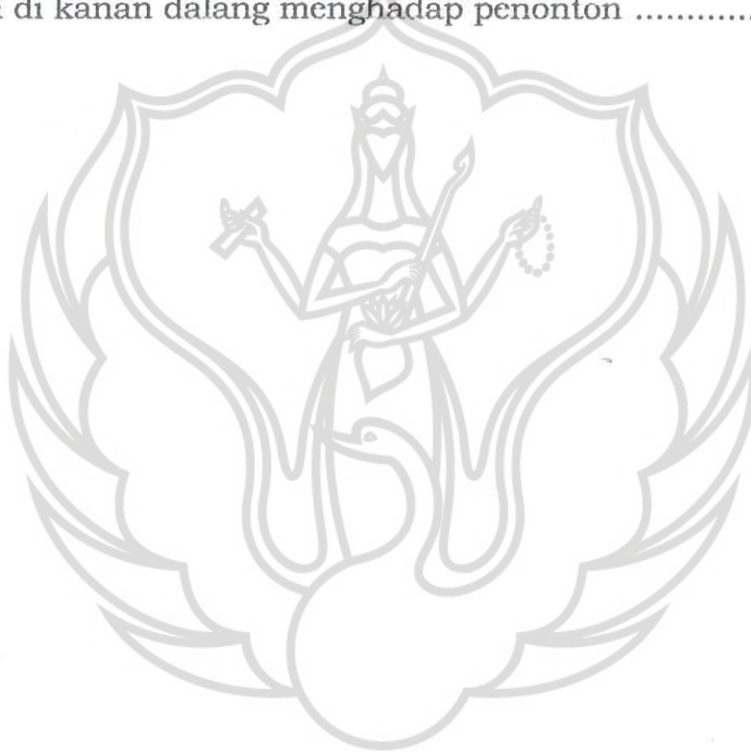 di kanan dalang menghadap penonton ............